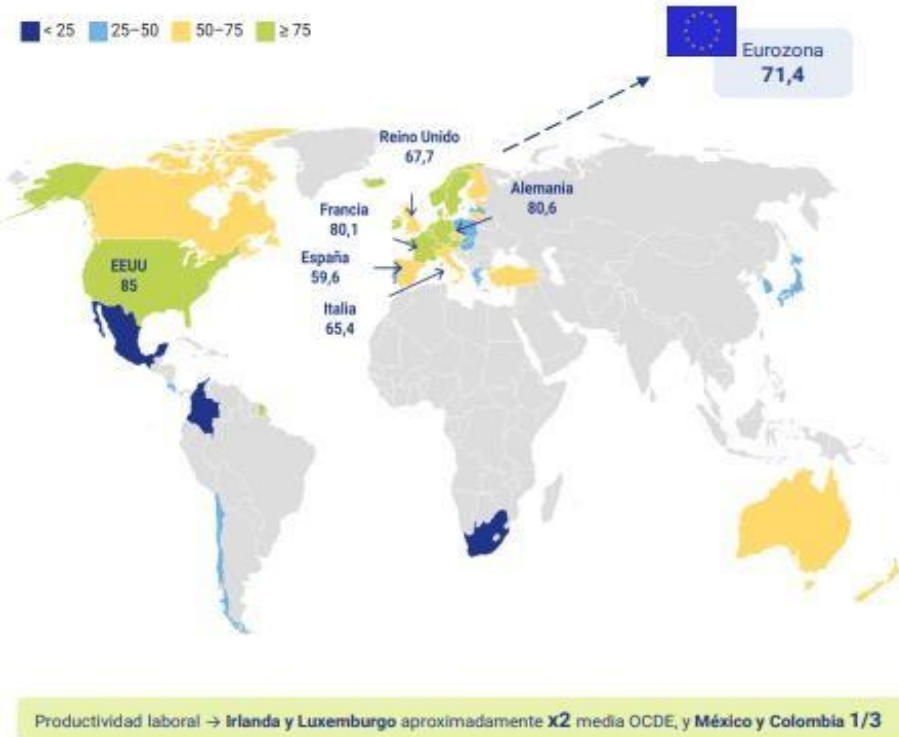 < 25 25–50 50–75 ≥ 75
Eurozona
71,4
Reino Unido
67,7
Alemania
80,6
Francia
80,1
España
59,6
Italia
65,4
EEUU
85
Productividad laboral → Irlanda y Luxemburgo aproximadamente x2 media OCDE, y México y Colombia 1/3